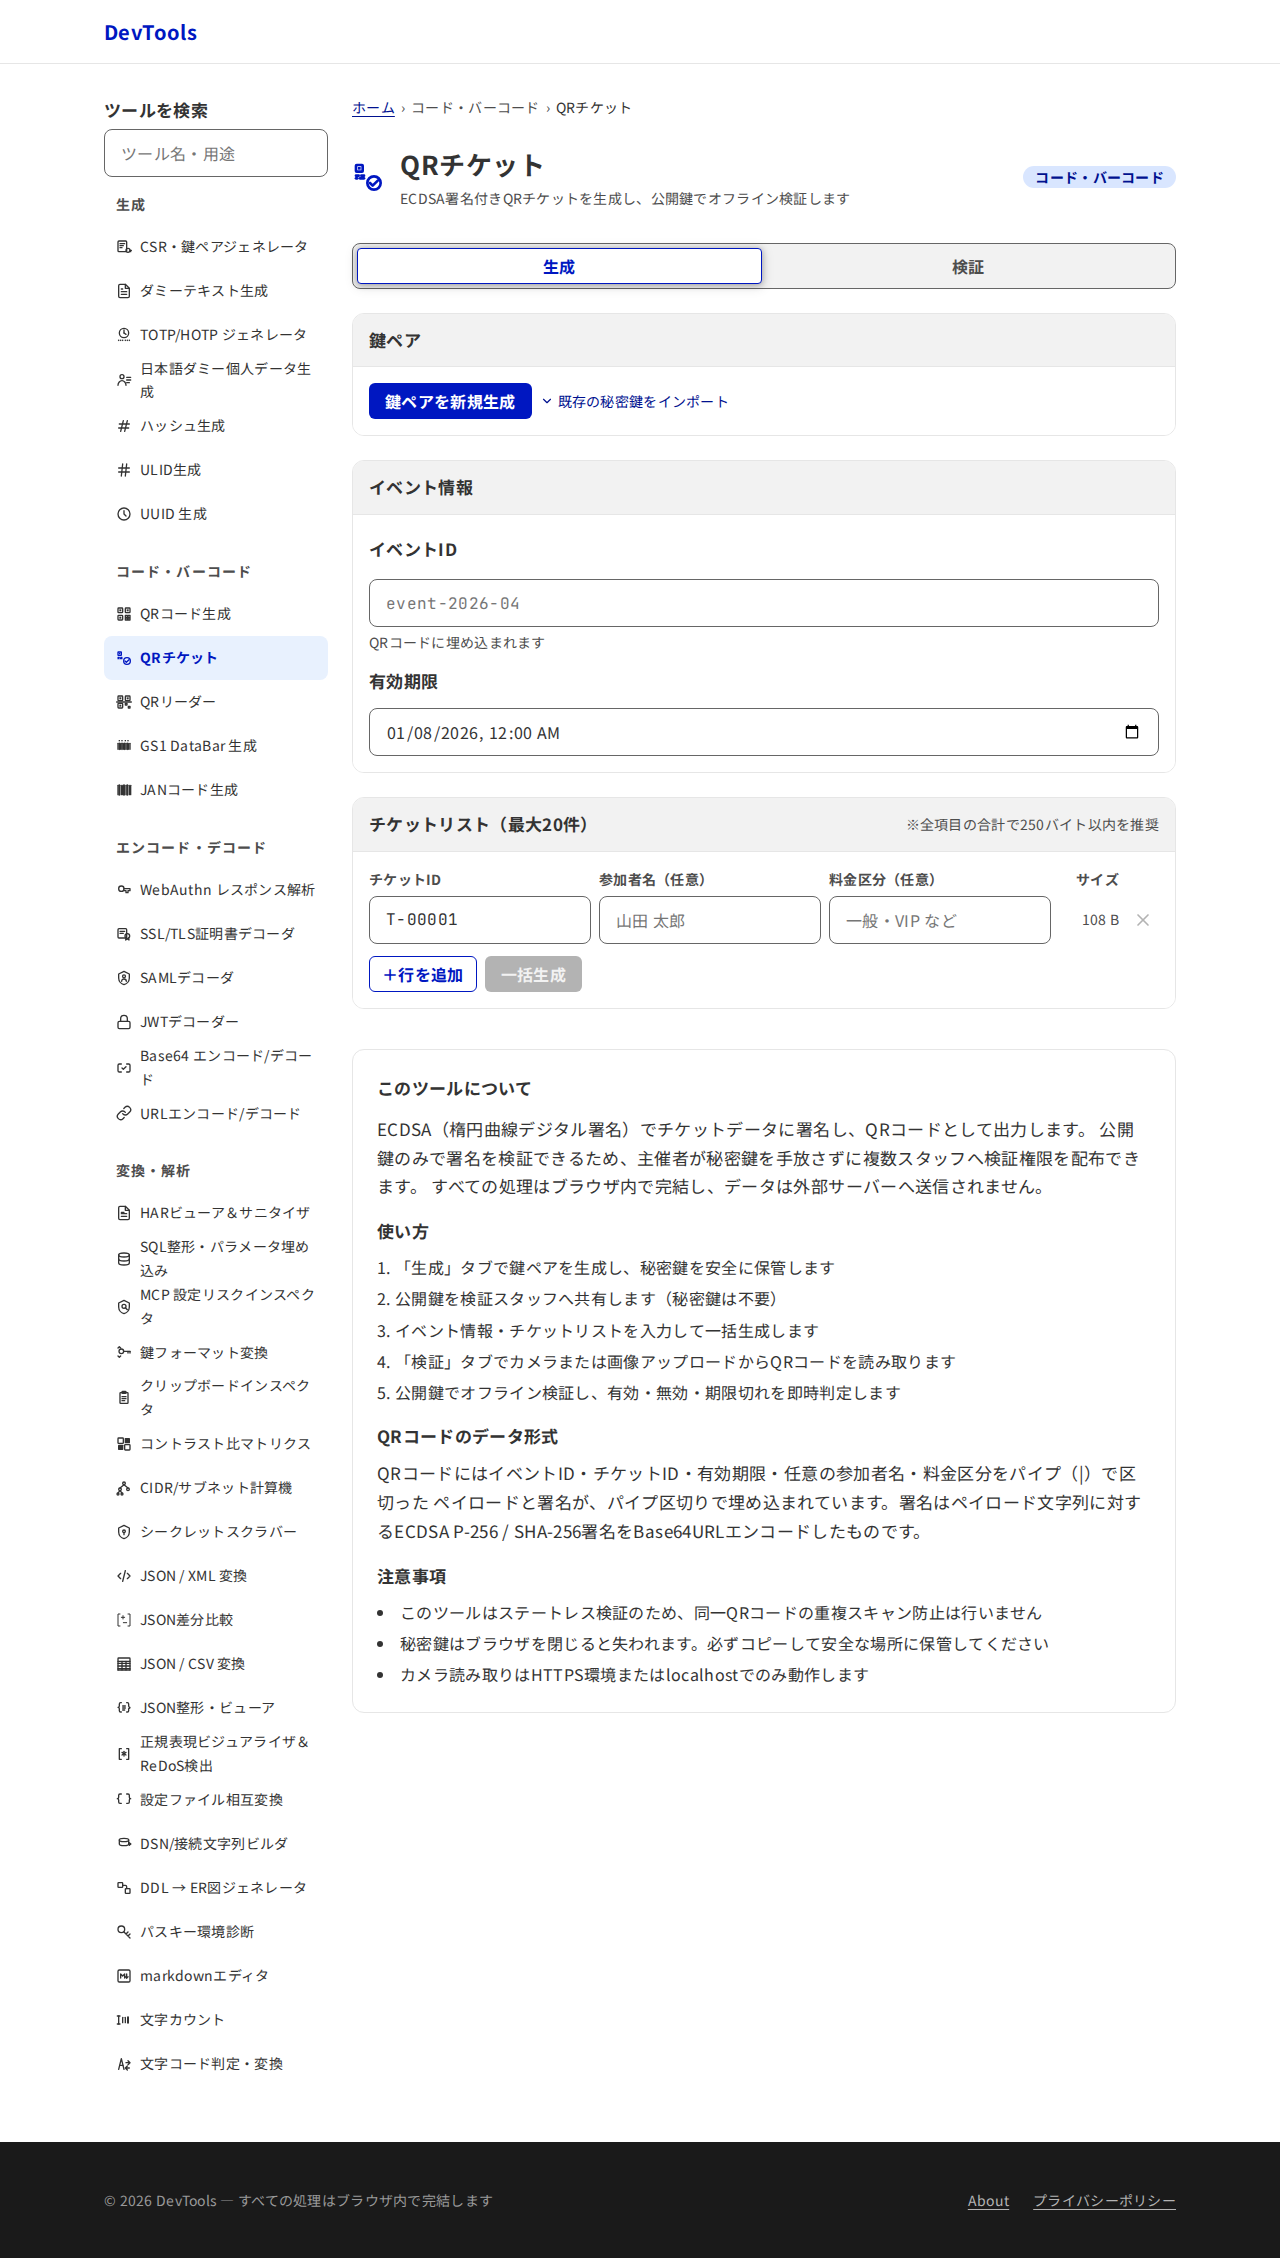 DevTools
ツールを検索
ツール名・用途
生成
CSR・鍵ペアジェネレータ
ダミーテキスト生成
TOTP/HOTP ジェネレータ
日本語ダミー個人データ生
成
ハッシュ生成
ULID生成
UUID 生成
コード・バーコード
QRコード生成
QRチケット
QRリーダー
GS1 DataBar 生成
JANコード生成
エンコード・デコード
WebAuthn レスポンス解析
SSL/TLS証明書デコーダ
SAMLデコーダ
JWTデコーダー
Base64 エンコード/デコー
ド
URLエンコード/デコード
変換・解析
HARビューア＆サニタイザ
SQL整形・パラメータ埋め
込み
MCP 設定リスクインスペク
タ
鍵フォーマット変換
クリップボードインスペク
タ
コントラスト比マトリクス
CIDR/サブネット計算機
シークレットスクラバー
JSON / XML 変換
JSON差分比較
JSON / CSV 変換
JSON整形・ビューア
正規表現ビジュアライザ＆
ReDoS検出
設定ファイル相互変換
DSN/接続文字列ビルダ
DDL → ER図ジェネレータ
パスキー環境診断
markdownエディタ
文字カウント
文字コード判定・変換
ホーム › コード・バーコード › QRチケット
QRチケット
ECDSA署名付きQRチケットを生成し、公開鍵でオフライン検証します
コード・バーコード
生成
検証
鍵ペア
鍵ペアを新規生成
既存の秘密鍵をインポート
イベント情報
イベントID
event-2026-04
QRコードに埋め込まれます
有効期限
01/08/2026, 12:00 AM
チケットリスト（最大20件）
※全項目の合計で250バイト以内を推奨
チケットID
参加者名（任意）
料金区分（任意）
サイズ
T-00001
山田 太郎
一般・VIP など
108 B
＋行を追加
一括生成
このツールについて
ECDSA（楕円曲線デジタル署名）でチケットデータに署名し、QRコードとして出力します。 公開
鍵のみで署名を検証できるため、主催者が秘密鍵を手放さずに複数スタッフへ検証権限を配布でき
ます。 すべての処理はブラウザ内で完結し、データは外部サーバーへ送信されません。
使い方
1. 「生成」タブで鍵ペアを生成し、秘密鍵を安全に保管します
2. 公開鍵を検証スタッフへ共有します（秘密鍵は不要）
3. イベント情報・チケットリストを入力して一括生成します
4. 「検証」タブでカメラまたは画像アップロードからQRコードを読み取ります
5. 公開鍵でオフライン検証し、有効・無効・期限切れを即時判定します
QRコードのデータ形式
QRコードにはイベントID・チケットID・有効期限・任意の参加者名・料金区分をパイプ（|）で区
切った ペイロードと署名が、パイプ区切りで埋め込まれています。署名はペイロード文字列に対す
るECDSA P-256 / SHA-256署名をBase64URLエンコードしたものです。
注意事項
• このツールはステートレス検証のため、同一QRコードの重複スキャン防止は行いません
• 秘密鍵はブラウザを閉じると失われます。必ずコピーして安全な場所に保管してください
• カメラ読み取りはHTTPS環境またはlocalhostでのみ動作します
© 2026 DevTools — すべての処理はブラウザ内で完結します
About
プライバシーポリシー